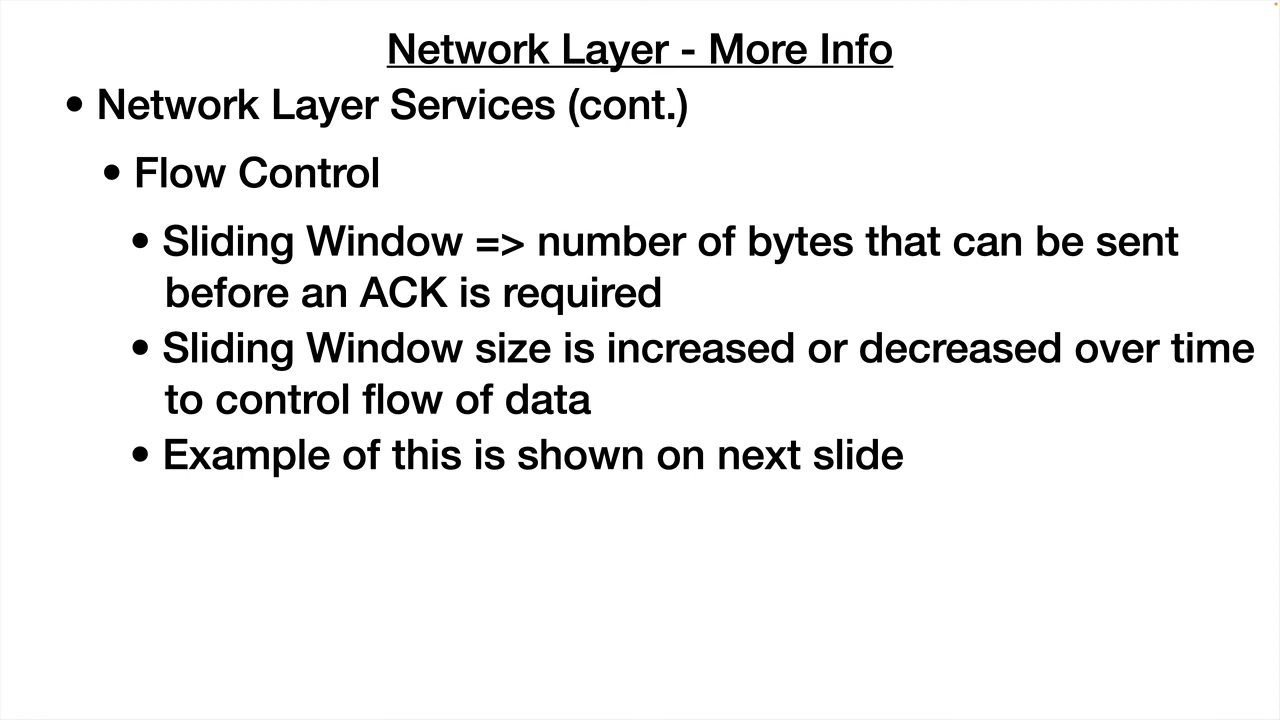 Network Layer - More Info
• Network Layer Services (cont.)
• Flow Control
• Sliding Window => number of bytes that can be sent
before an ACK is required
• Sliding Window size is increased or decreased over time
to control flow of data
• Example of this is shown on next slide